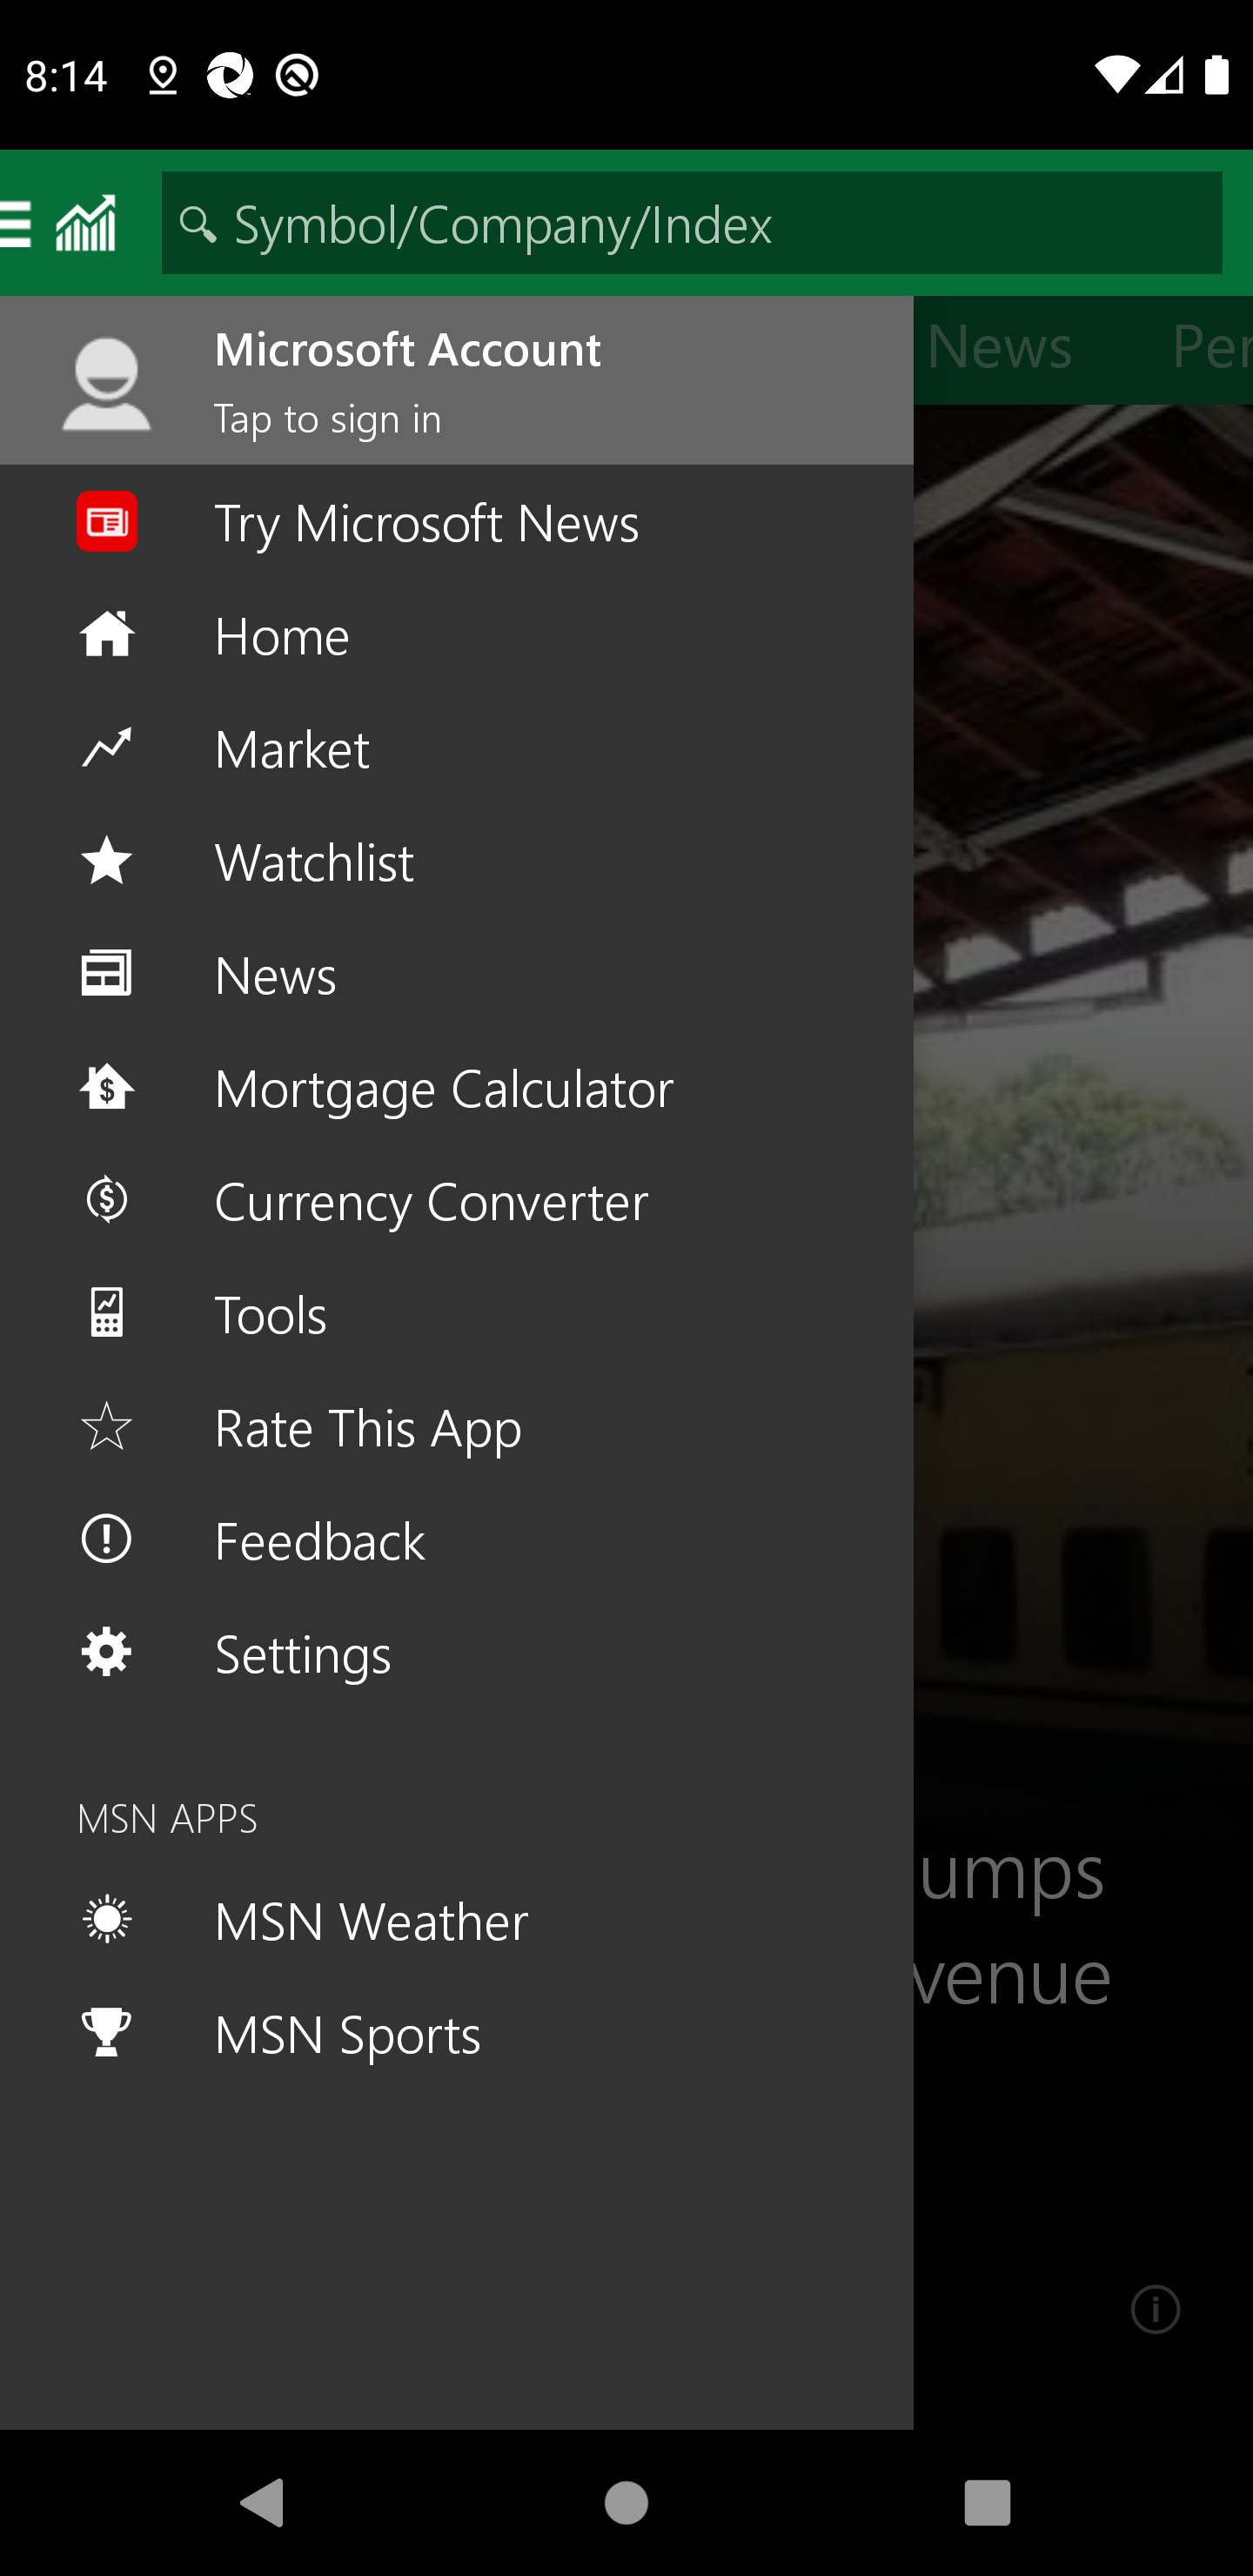 8:14
Symbol/Company/Index
News Per
Microsoft Account
Tap to sign in
Try Microsoft News
Home
Market
Watchlist
News
Mortgage Calculator
Currency Converter
Tools
Rate This App
Feedback
Settings
MSN APPS
umps
MSN Weather
venue
MSN Sports